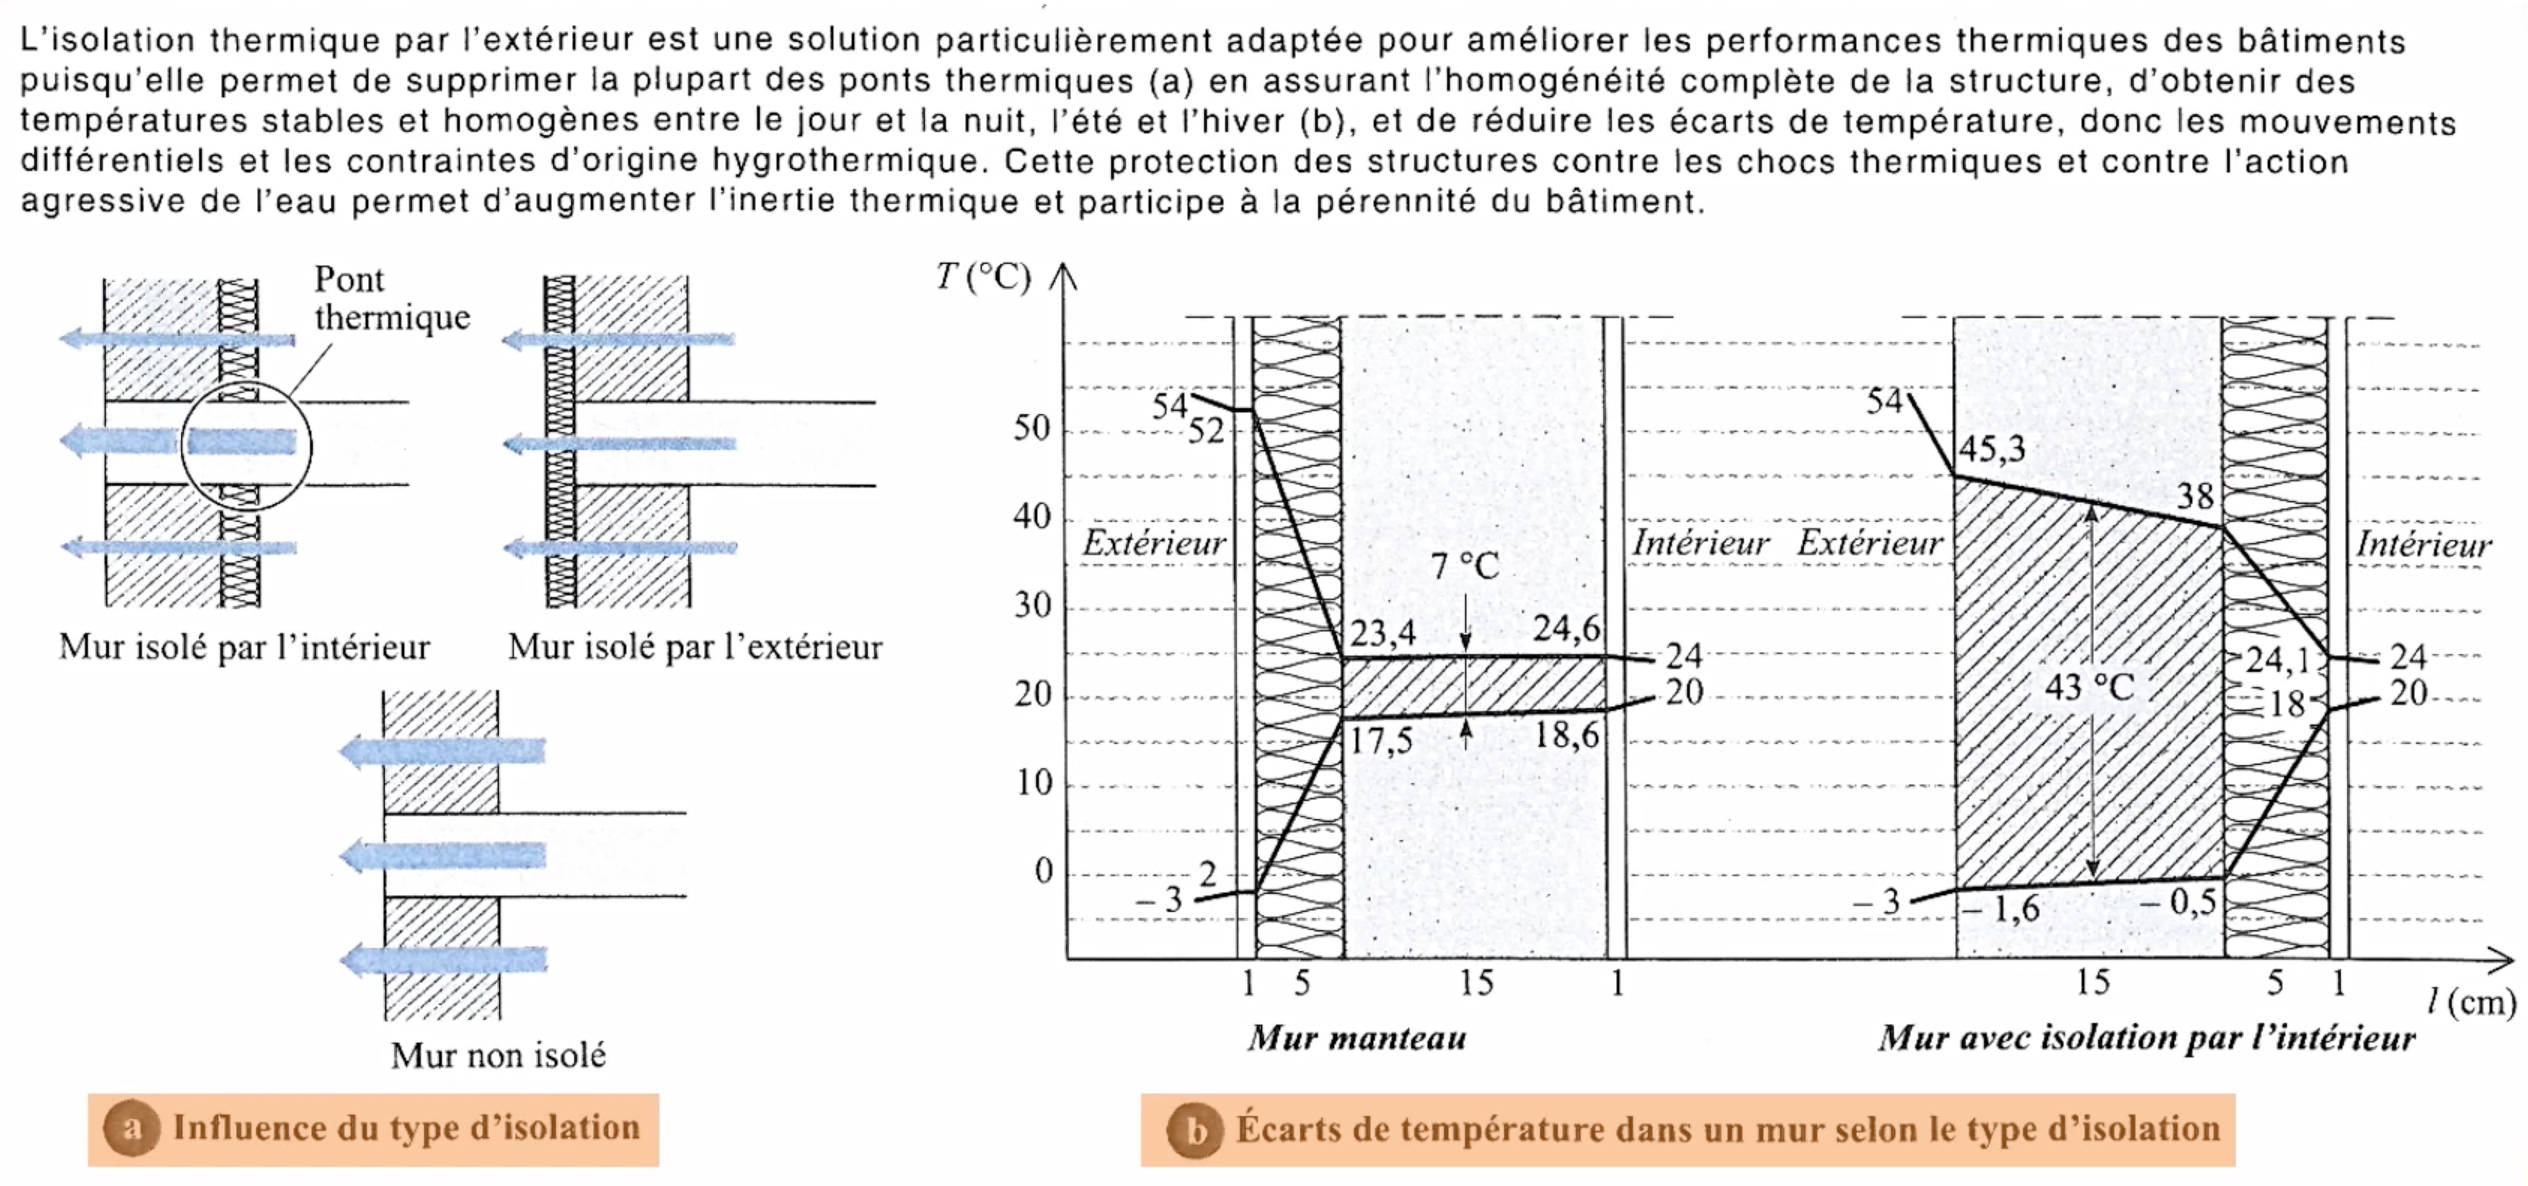 L'isolation thermique par l'extérieur est une solution particulièrement adaptée pour améliorer les performances thermiques des bâtiments
puisqu'elle permet de supprimer la plupart des ponts thermiques (a) en assurant l'homogénéité complète de la structure, d'obtenir des
températures stables et homogènes entre le jour et la nuit, l'été et l'hiver (b), et de réduire les écarts de température, donc les mouvements
différentiels et les contraintes d'origine hygrothermique. Cette protection des structures contre les chocs thermiques et contre l'action
agressive de l'eau permet d'augmenter l'inertie thermique et participe à la pérennité du bâtiment.
Pont
thermique
Mur isolé par l'intérieur
Mur isolé par l'extérieur
Mur non isolé
a Influence du type d'isolation
T (°C)
50
40
30
20
10
0
54
52
Extérieur
7 °C
23,4
24,6
24
20
17,5
18,6
2
– 3
Intérieur
1
5
15
1
Mur manteau
54
45,3
38
Extérieur
43 °C
Intérieur
24,1
24
18
20
– 3
– 1,6
– 0,5
15
5
1
l (cm)
Mur avec isolation par l'intérieur
b Écarts de température dans un mur selon le type d'isolation